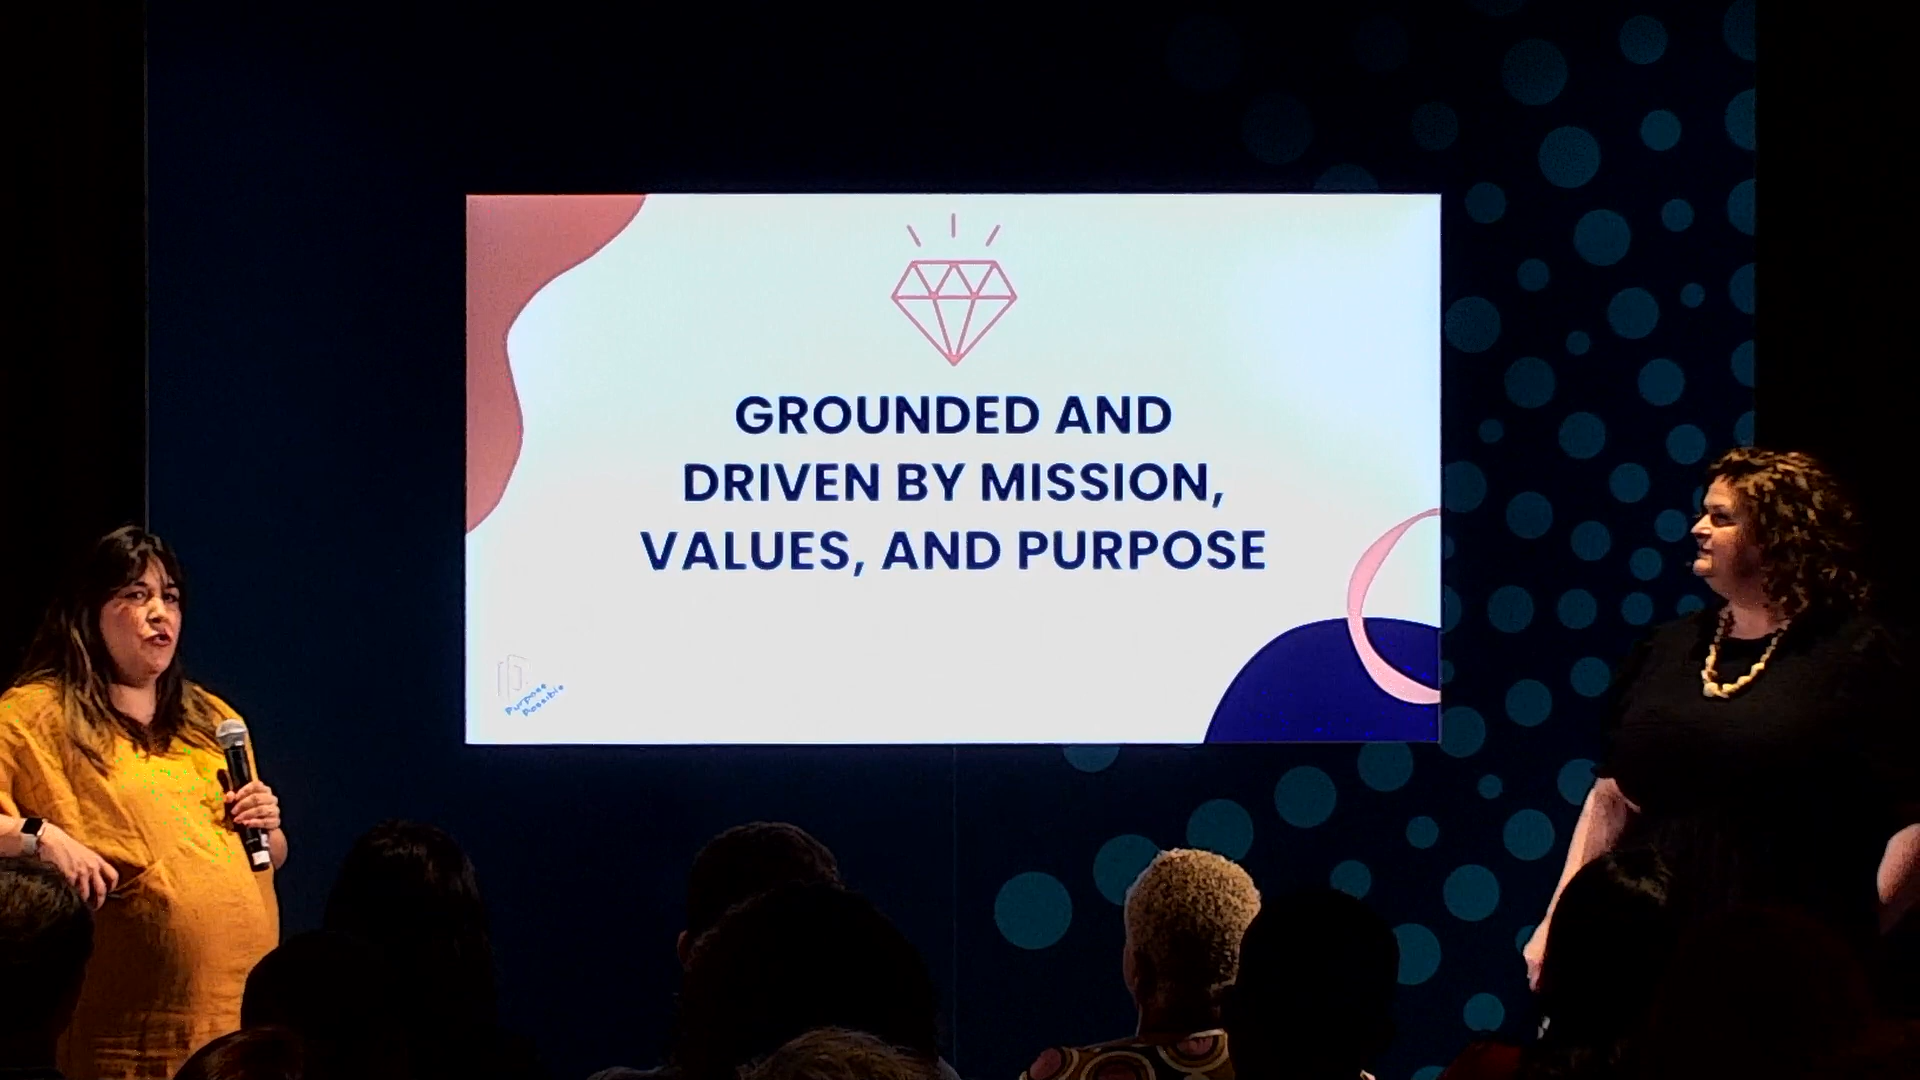 GROUNDED AND
DRIVEN BY MISSION,
VALUES, AND PURPOSE
Purpose
Possible